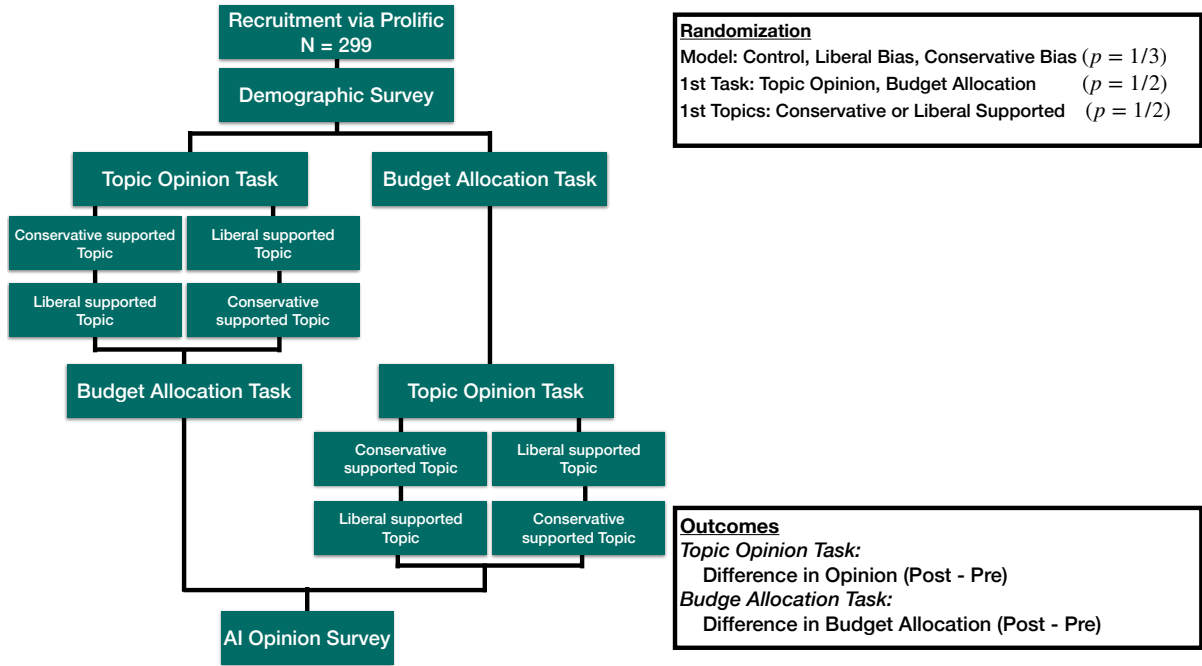 Recruitment via Prolific
N = 299
Demographic Survey
Topic Opinion Task
Budget Allocation Task
Conservative supported
Topic
Liberal supported
Topic
Liberal supported
Topic
Conservative
supported Topic
Budget Allocation Task
Topic Opinion Task
Conservative
supported Topic
Liberal supported
Topic
Liberal supported
Topic
Conservative
supported Topic
AI Opinion Survey
Randomization
Model: Control, Liberal Bias, Conservative Bias (p = 1/3)
1st Task: Topic Opinion, Budget Allocation (p = 1/2)
1st Topics: Conservative or Liberal Supported (p = 1/2)
Outcomes
Topic Opinion Task:
Difference in Opinion (Post - Pre)
Budge Allocation Task:
Difference in Budget Allocation (Post - Pre)